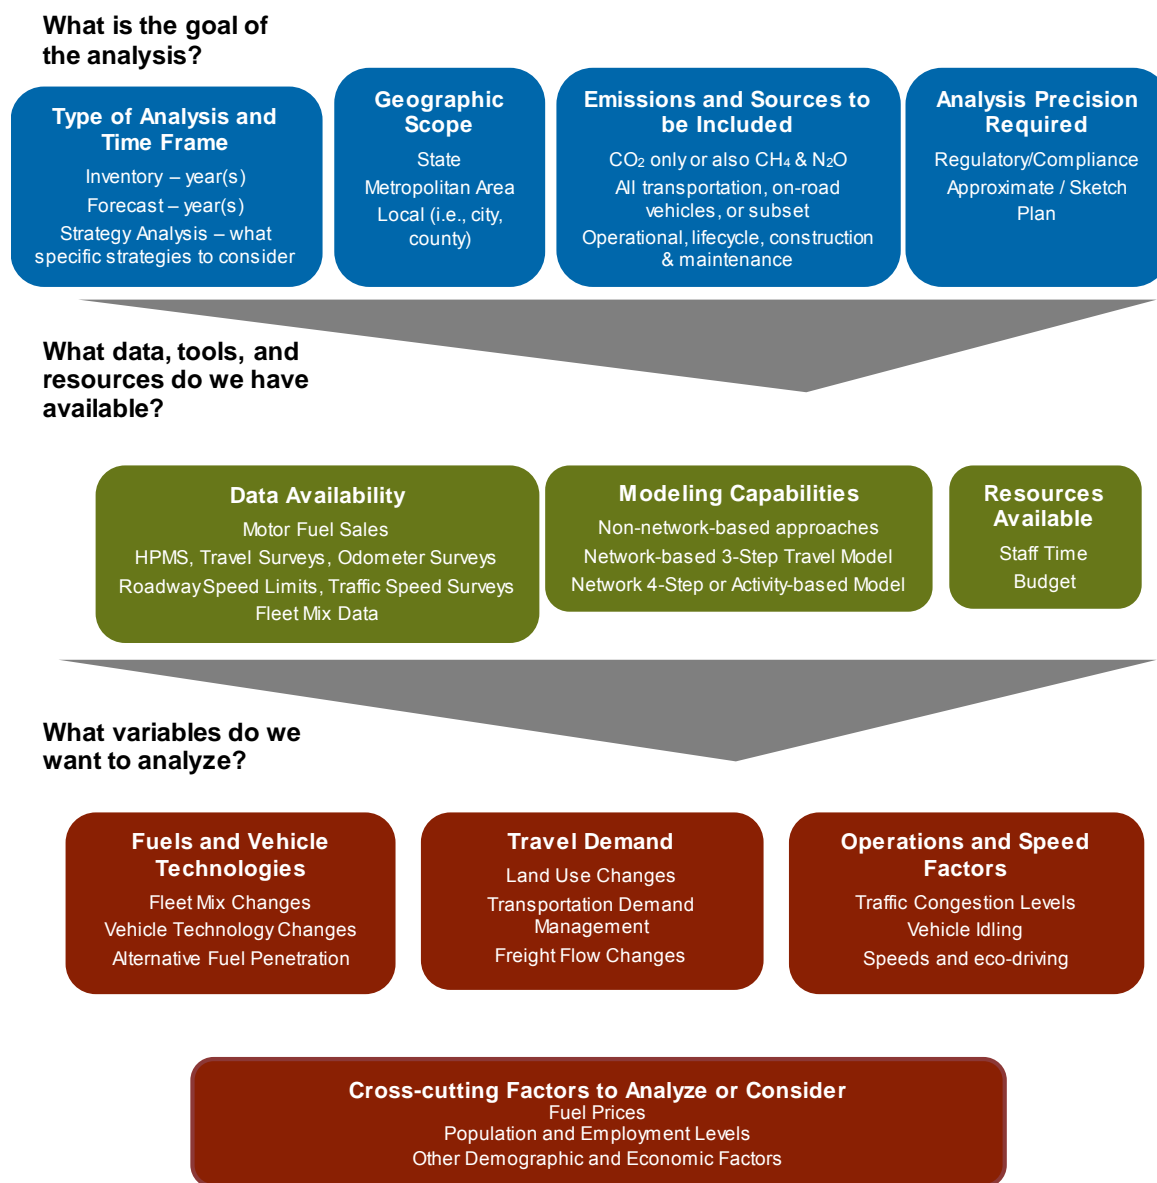 What is the goal of
the analysis?
Type of Analysis and
Time Frame
Inventory – year(s)
Forecast – year(s)
Strategy Analysis – what
specific strategies to consider
Geographic
Scope
State
Metropolitan Area
Local (i.e., city,
county)
Emissions and Sources to
be Included
CO₂ only or also CH₄ & N₂O
All transportation, on-road
vehicles, or subset
Operational, lifecycle, construction
& maintenance
Analysis Precision
Required
Regulatory/Compliance
Approximate / Sketch
Plan
What data, tools, and
resources do we have
available?
Data Availability
Motor Fuel Sales
HPMS, Travel Surveys, Odometer Surveys
Roadway Speed Limits, Traffic Speed Surveys
Fleet Mix Data
Modeling Capabilities
Non-network-based approaches
Network-based 3-Step Travel Model
Network 4-Step or Activity-based Model
Resources
Available
Staff Time
Budget
What variables do we
want to analyze?
Fuels and Vehicle
Technologies
Fleet Mix Changes
Vehicle Technology Changes
Alternative Fuel Penetration
Travel Demand
Land Use Changes
Transportation Demand
Management
Freight Flow Changes
Operations and Speed
Factors
Traffic Congestion Levels
Vehicle Idling
Speeds and eco-driving
Cross-cutting Factors to Analyze or Consider
Fuel Prices
Population and Employment Levels
Other Demographic and Economic Factors